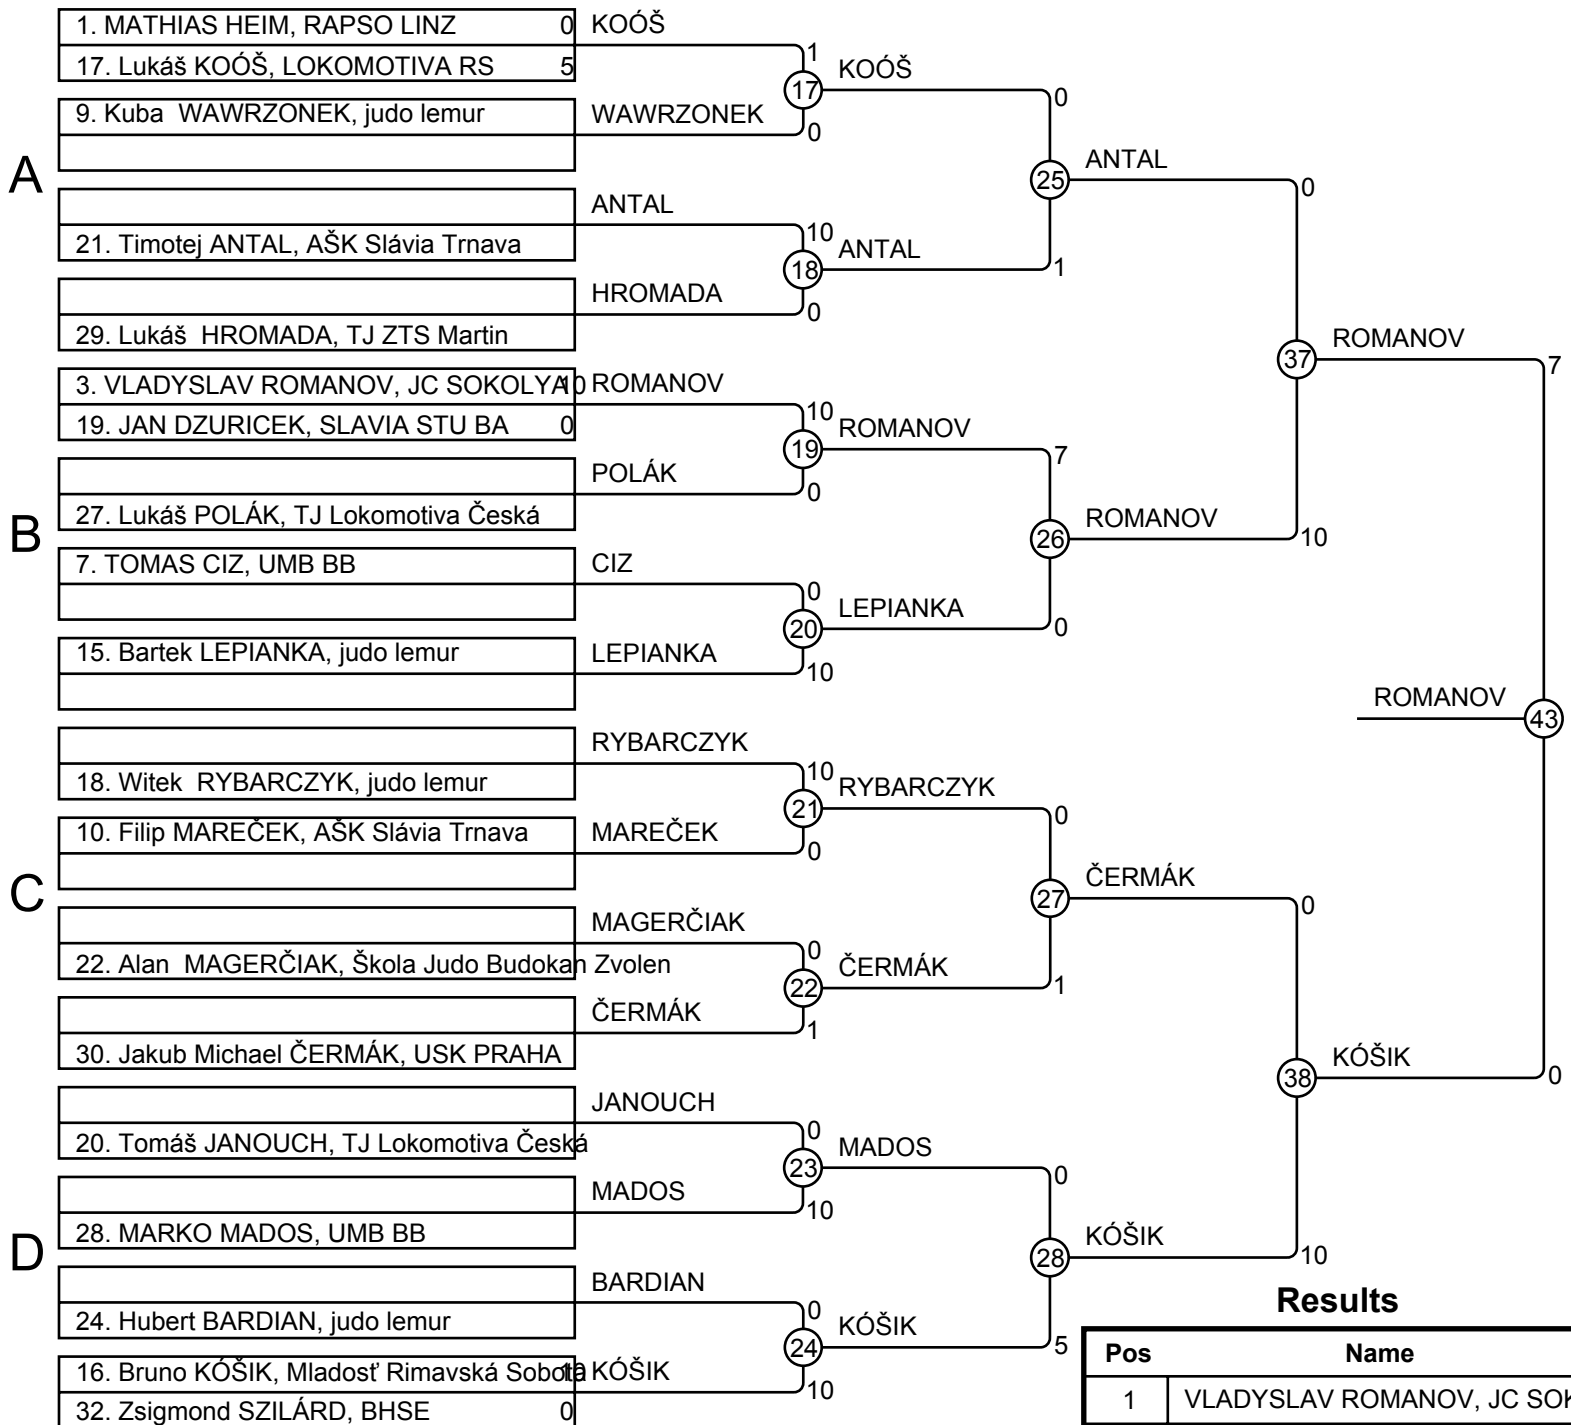 1. MATHIAS HEIM, RAPSO LINZ 0
17. Lukáš KOÓŠ, LOKOMOTIVA RS 5
KOÓŠ
9. Kuba WAWRZONEK, judo lemur
WAWRZONEK
1
17
0
KOÓŠ
A
ANTAL
21. Timotej ANTAL, AŠK Slávia Trnava
HROMADA
29. Lukáš HROMADA, TJ ZTS Martin
10
18
0
ANTAL
0
25
1
ANTAL
3. VLADYSLAV ROMANOV, JC SOKOLYA 10
19. JAN DZURICEK, SLAVIA STU BA 0
ROMANOV
POLÁK
27. Lukáš POLÁK, TJ Lokomotiva Česká
10
19
0
ROMANOV
B
7. TOMAS CIZ, UMB BB
CIZ
15. Bartek LEPIANKA, judo lemur
LEPIANKA
0
20
10
LEPIANKA
7
26
0
ROMANOV
0
37
10
ROMANOV
RYBARCZYK
18. Witek RYBARCZYK, judo lemur
10. Filip MAREČEK, AŠK Slávia Trnava
MAREČEK
10
21
0
RYBARCZYK
C
MAGERČIAK
22. Alan MAGERČIAK, Škola Judo Budokan Zvolen
ČERMÁK
30. Jakub Michael ČERMÁK, USK PRAHA
0
22
1
ČERMÁK
0
27
1
ČERMÁK
JANOUCH
20. Tomáš JANOUCH, TJ Lokomotiva Česká
MADOS
28. MARKO MADOS, UMB BB
0
23
10
MADOS
D
BARDIAN
24. Hubert BARDIAN, judo lemur
16. Bruno KÓŠIK, Mladosť Rimavská Sobota 10
32. Zsigmond SZILÁRD, BHSE 0
KÓŠIK
0
24
10
KÓŠIK
0
28
5
KÓŠIK
0
38
10
KÓŠIK
7
43
0
ROMANOV
Results
Pos Name
1 VLADYSLAV ROMANOV, JC SOK